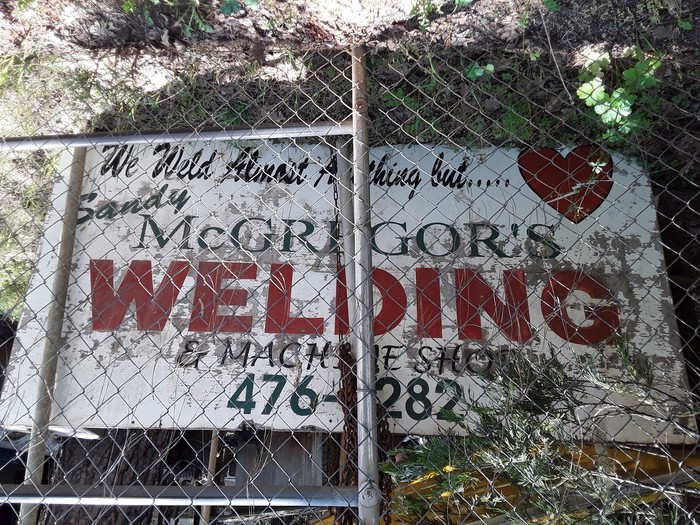 We Weld Almost Anything but.....
Sandy
McGREGOR'S
WELDING
& MACHINE SHOP
476- 282